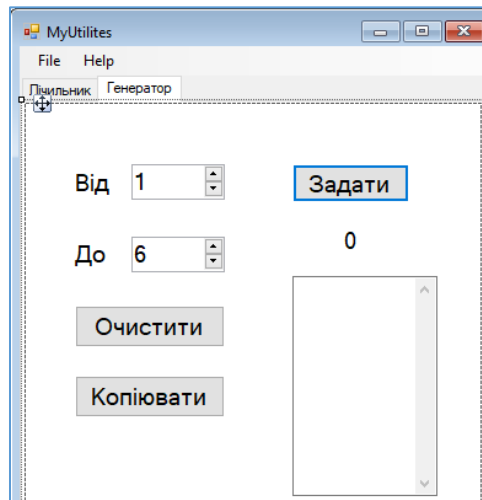 MyUtilites
File Help
Лічильник Генератор
Від 1 Задати
0
До 6
Очистити
Копіювати